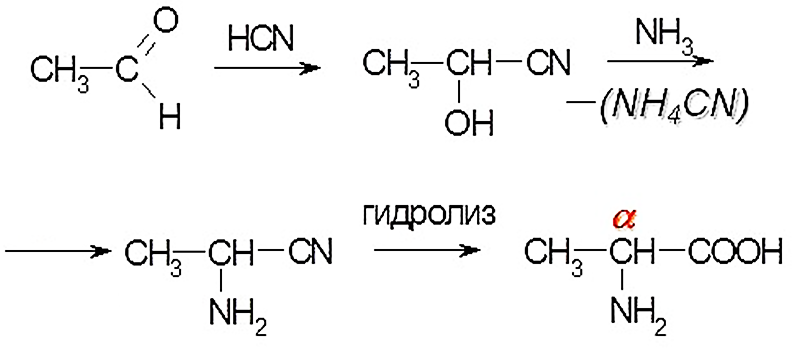 O
HCN
NH3
CH3—C
CH3—CH—CN
H
OH
—(NH4CN)
гидролиз
α
CH3—CH—CN
CH3—CH—COOH
NH2
NH2